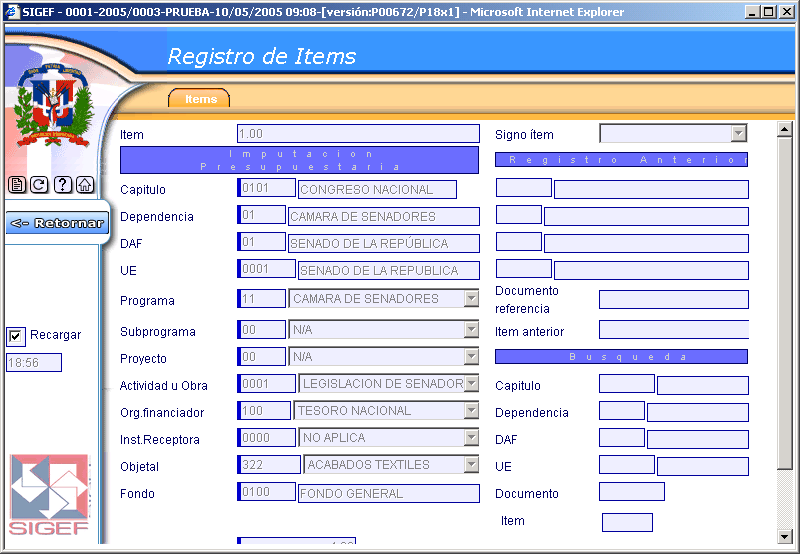 SIGEF - 0001-2005/0003-PRUEBA-10/05/2005 09:08-[versión:P00672/P18x1] - Microsoft Internet Explorer
Registro de Items
Items
<- Retornar
Recargar
18:56
SIGEF
Item 1.00
Imputacion
Presupuestaria
Capitulo 0101 CONGRESO NACIONAL
Dependencia 01 CAMARA DE SENADORES
DAF 01 SENADO DE LA REPÚBLICA
UE 0001 SENADO DE LA REPUBLICA
Programa 11 CAMARA DE SENADORES
Subprograma 00 N/A
Proyecto 00 N/A
Actividad u Obra 0001 LEGISLACION DE SENADOR
Org.financiador 100 TESORO NACIONAL
Inst.Receptora 0000 NO APLICA
Objetal 322 ACABADOS TEXTILES
Fondo 0100 FONDO GENERAL
Signo ítem
Registro Anterior
Documento
referencia
Item anterior
Busqueda
Capitulo
Dependencia
DAF
UE
Documento
Item